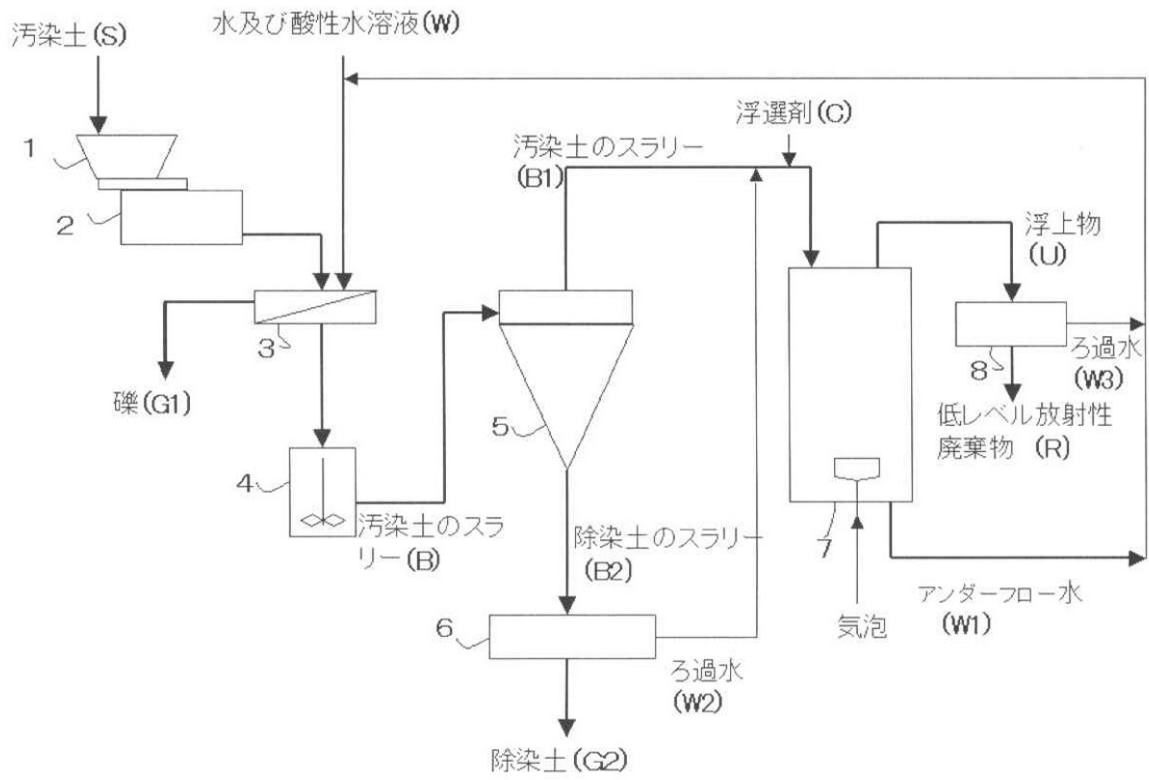 汚染土(S)
水及び酸性水溶液(W)
浮選剤(C)
汚染土のスラリー
(B1)
1
2
浮上物
(U)
3
礫(G1)
8
ろ過水
(W3)
低レベル放射性
廃棄物 (R)
5
4
汚染土のスラ
リー(B)
除染土のスラリー
(B2)
7
アンダーフロー水
(W1)
気泡
6
ろ過水
(W2)
除染土(G2)